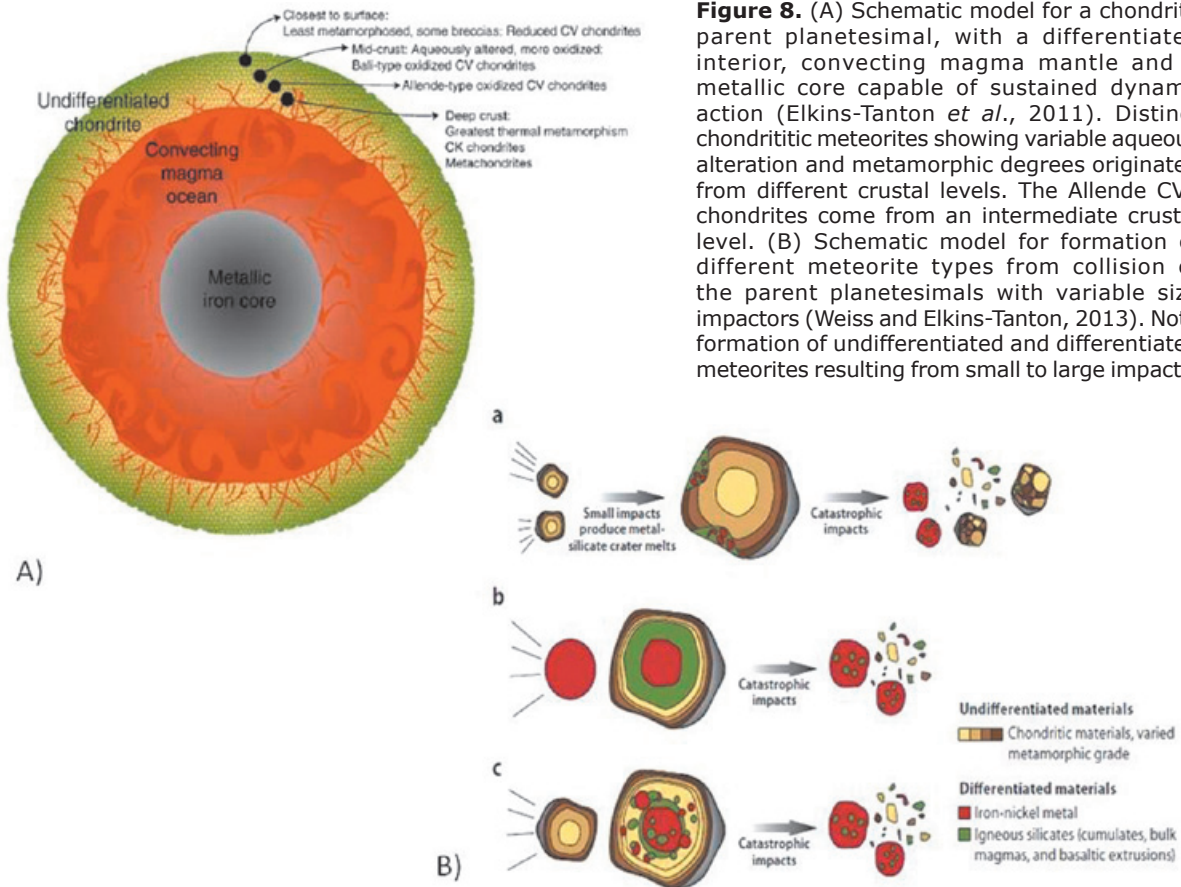 Closest to surface:
Least metamorphosed, some breccias: Reduced CV chondrites
Mid-crust: Aqueously altered, more oxidized:
Bali-type oxidized CV chondrites
Allende-type oxidized CV chondrites
Deep crust:
Greatest thermal metamorphism
CK chondrites
Metachondrites
Undifferentiated
chondrite
Convecting
magma
ocean
Metallic
iron core
A)
Figure 8. (A) Schematic model for a chondrit
parent planetesimal, with a differentiate
interior, convecting magma mantle and
metallic core capable of sustained dynam
action (Elkins-Tanton et al., 2011). Distin
chondrititic meteorites showing variable aqueou
alteration and metamorphic degrees originate
from different crustal levels. The Allende CV
chondrites come from an intermediate crust
level. (B) Schematic model for formation
different meteorite types from collision
the parent planetesimals with variable siz
impactors (Weiss and Elkins-Tanton, 2013). Not
formation of undifferentiated and differentiate
meteorites resulting from small to large impact
a
Small impacts
produce metal-
silicate crater melts
Catastrophic
impacts
b
Catastrophic
impacts
Undifferentiated materials
Chondritic materials, varied
metamorphic grade
c
Catastrophic
impacts
Differentiated materials
Iron-nickel metal
Igneous silicates (cumulates, bulk
magmas, and basaltic extrusions)
B)